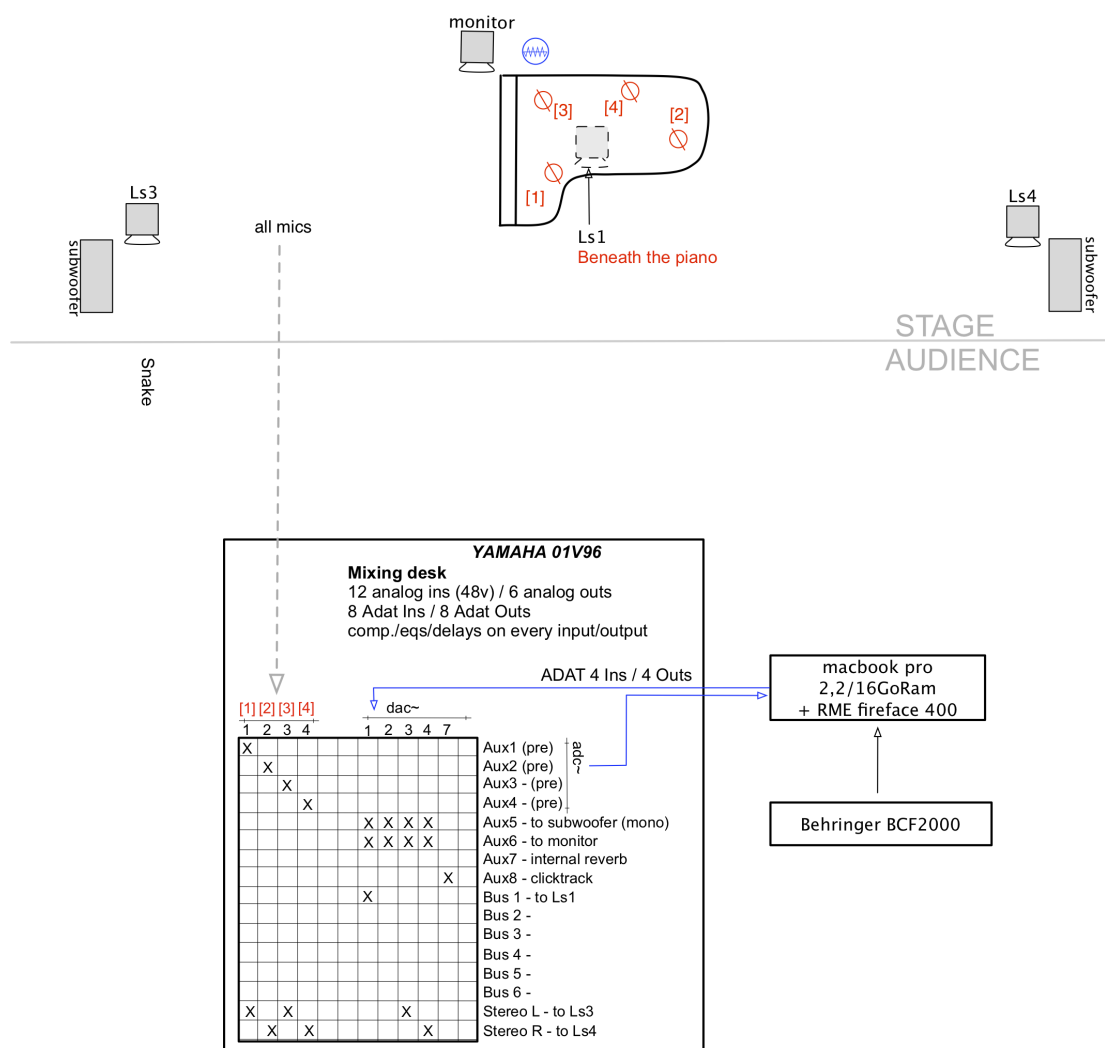 monitor
[3]
[4]
[2]
[1]
Ls3
Ls4
all mics
subwoofer
subwoofer
Ls1
Beneath the piano
STAGE
AUDIENCE
Snake
YAMAHA 01V96
Mixing desk
12 analog ins (48v) / 6 analog outs
8 Adat Ins / 8 Adat Outs
comp./eqs/delays on every input/output
ADAT 4 Ins / 4 Outs
macbook pro
2,2/16GoRam
+ RME fireface 400
[1] [2] [3] [4]
dac~
1 2 3 4
1 2 3 4 7
adc~
X Aux1 (pre)
X Aux2 (pre)
X Aux3 - (pre)
X Aux4 - (pre)
X X X X Aux5 - to subwoofer (mono)
X X X X Aux6 - to monitor
Aux7 - internal reverb
X Aux8 - clicktrack
X Bus 1 - to Ls1
Bus 2 -
Bus 3 -
Bus 4 -
Bus 5 -
Bus 6 -
X X X Stereo L - to Ls3
X X X Stereo R - to Ls4
Behringer BCF2000